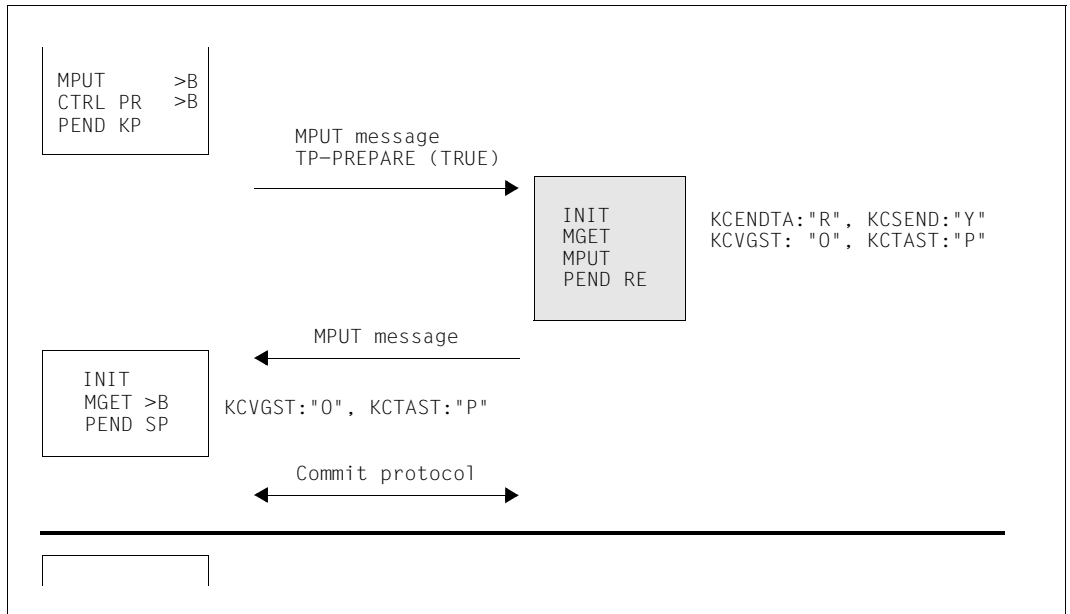 MPUT >B
CTRL PR >B
PEND KP
MPUT message
TP–PREPARE (TRUE)
INIT
MGET
MPUT
PEND RE
KCENDTA:"R", KCSEND:"Y"
KCVGST: "O", KCTAST:"P"
MPUT message
INIT
MGET >B
PEND SP
KCVGST:"O", KCTAST:"P"
Commit protocol